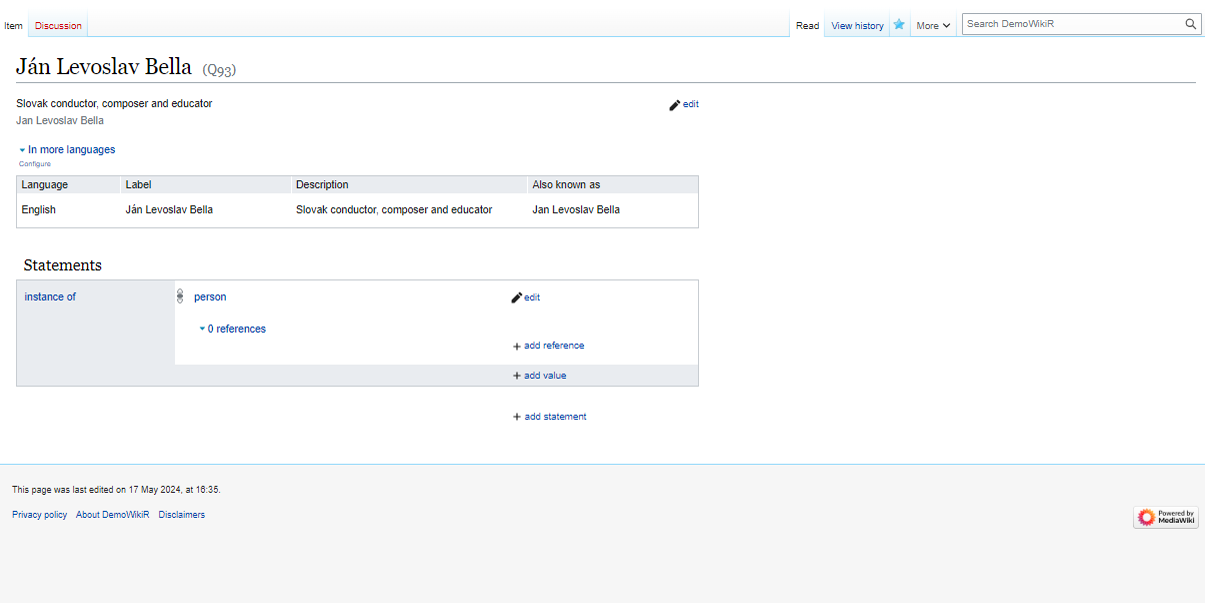 Item Discussion Read View history More Search DemoWikiR
Ján Levoslav Bella (Q93)
Slovak conductor, composer and educator edit
Jan Levoslav Bella
In more languages
Configure
Language Label Description Also known as
English Ján Levoslav Bella Slovak conductor, composer and educator Jan Levoslav Bella
Statements
instance of person edit
0 references
+ add reference
+ add value
+ add statement
This page was last edited on 17 May 2024, at 16:35.
Privacy policy About DemoWikiR Disclaimers
Powered by
MediaWiki